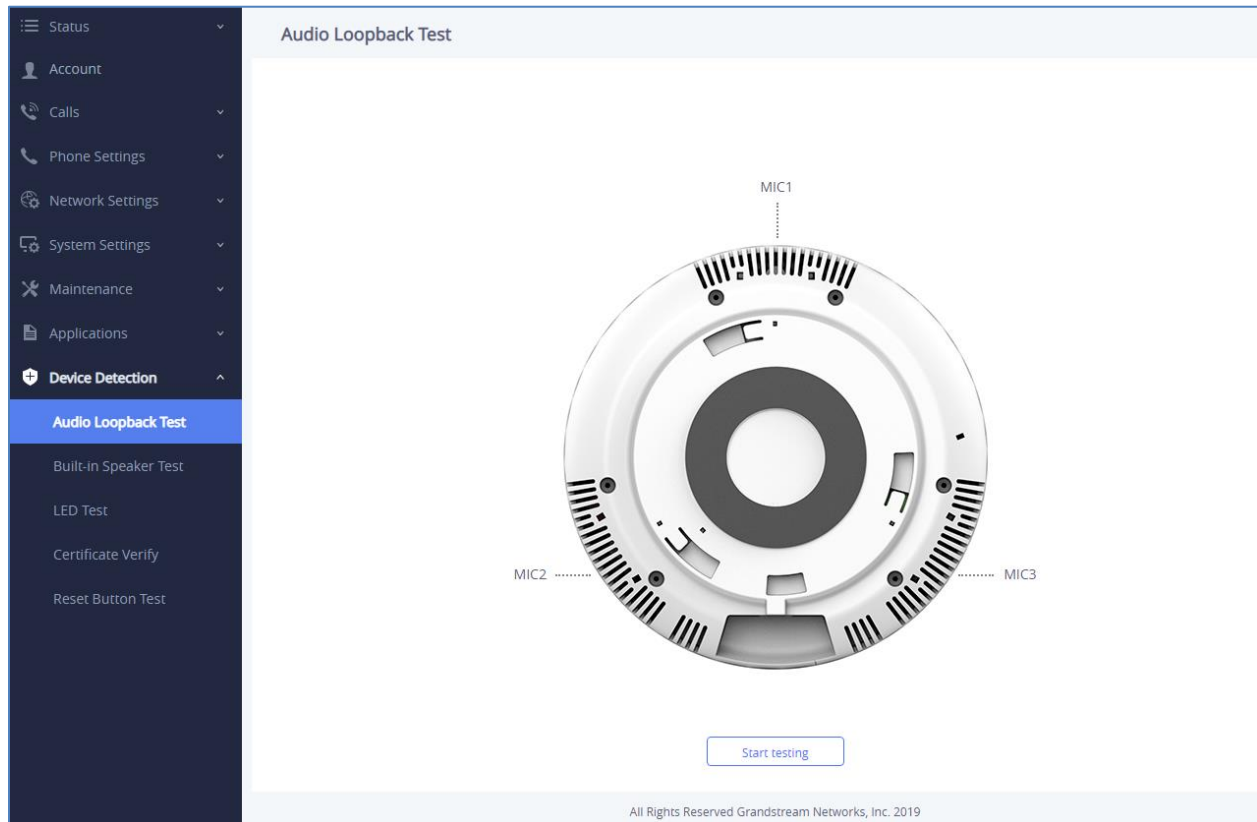 Status
Account
Calls
Phone Settings
Network Settings
System Settings
Maintenance
Applications
Device Detection
Audio Loopback Test
Built-in Speaker Test
LED Test
Certificate Verify
Reset Button Test
Audio Loopback Test
MIC1
MIC2
MIC3
Start testing
All Rights Reserved Grandstream Networks, Inc. 2019